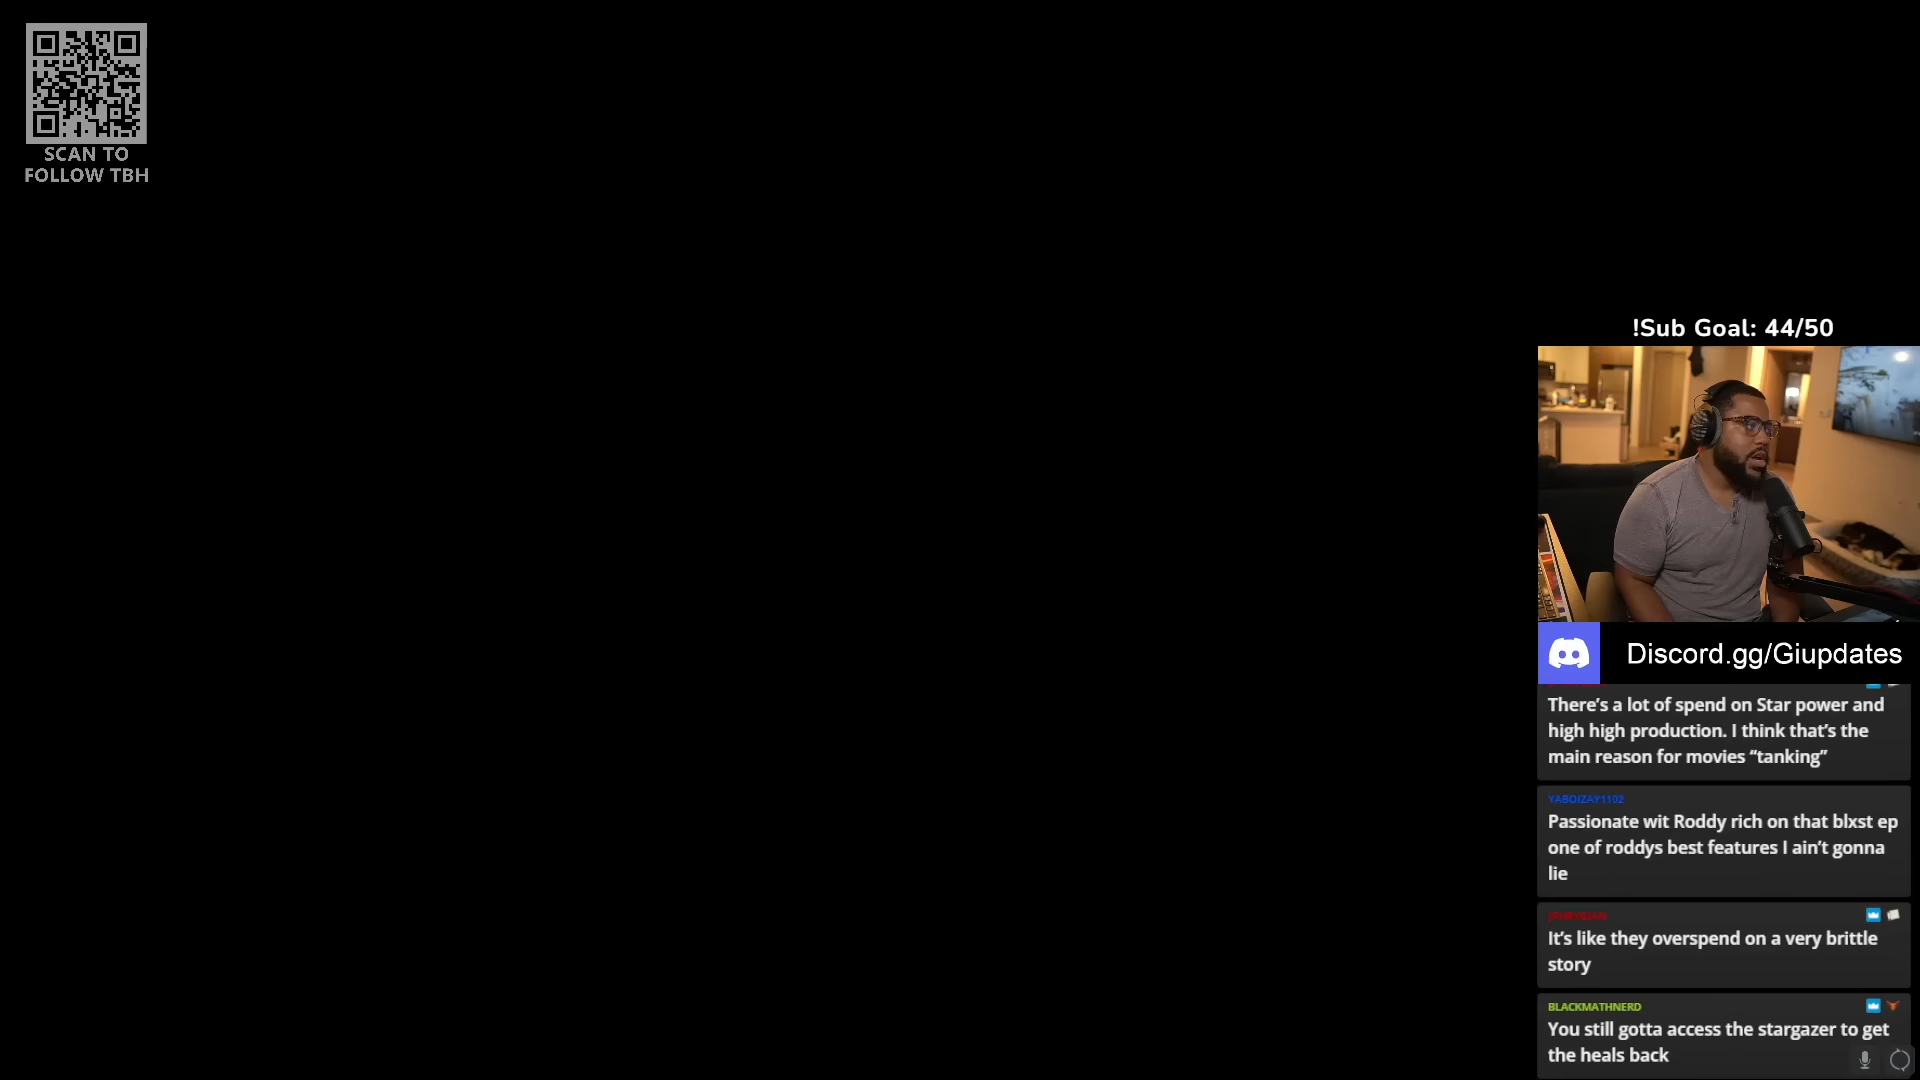 SCAN TO
FOLLOW TBH
!Sub Goal: 44/50
Discord.gg/Giupdates
There's a lot of spend on Star power and
high high production. I think that's the
main reason for movies “tanking”
YABOIZAY1102
Passionate wit Roddy rich on that blxst ep
one of roddys best features I ain't gonna
lie
It's like they overspend on a very brittle
story
BLACKMATHNERD
You still gotta access the stargazer to get
the heals back